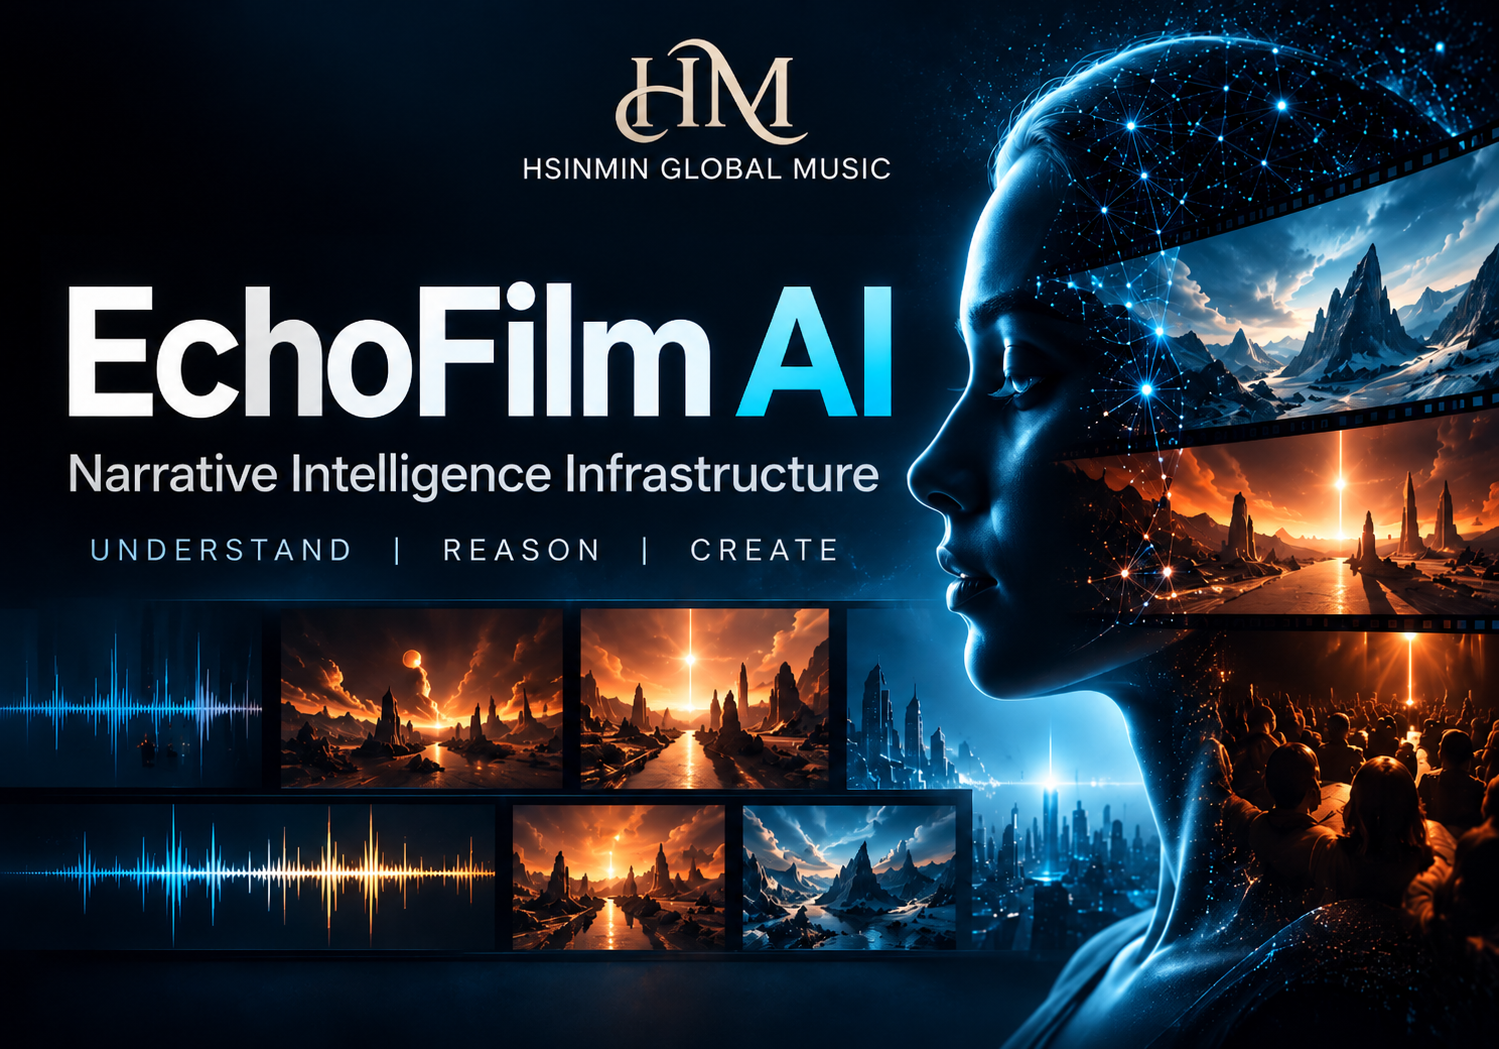 HM
HSINMIN GLOBAL MUSIC
EchoFilm AI
Narrative Intelligence Infrastructure
UNDERSTAND | REASON | CREATE